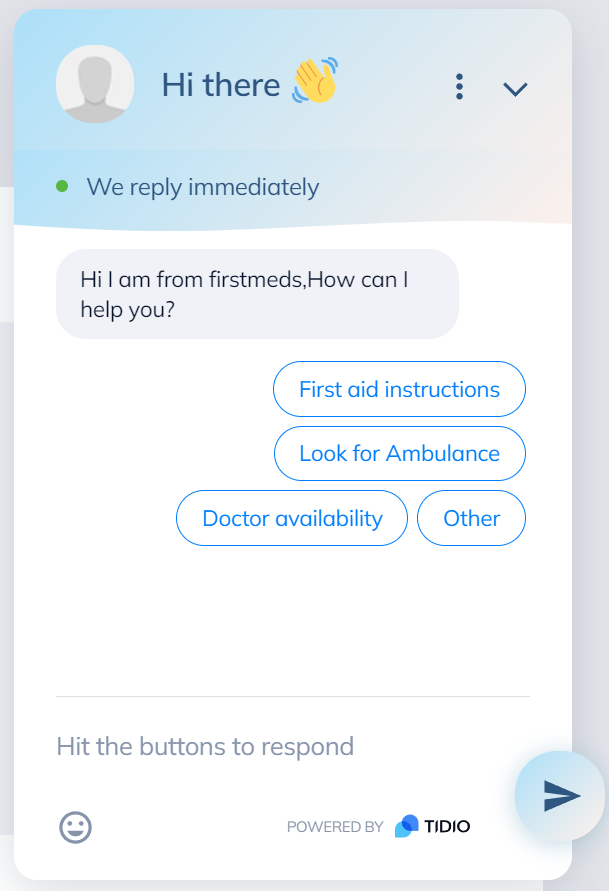 Hi there 👋
We reply immediately
Hi I am from firstmeds,How can I
help you?
First aid instructions
Look for Ambulance
Doctor availability Other
Hit the buttons to respond
POWERED BY TIDIO